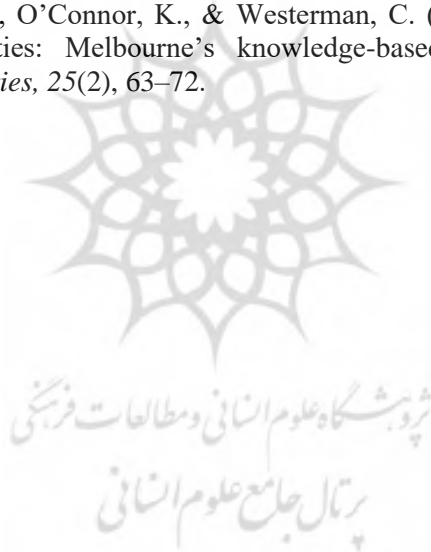 , O’Connor, K., & Westerman, C. (
ties: Melbourne’s knowledge-based
ies, 25(2), 63–72.
پژوهشگاه علوم انسانی و مطالعات فرهنگی
پرتال جامع علوم انسانی